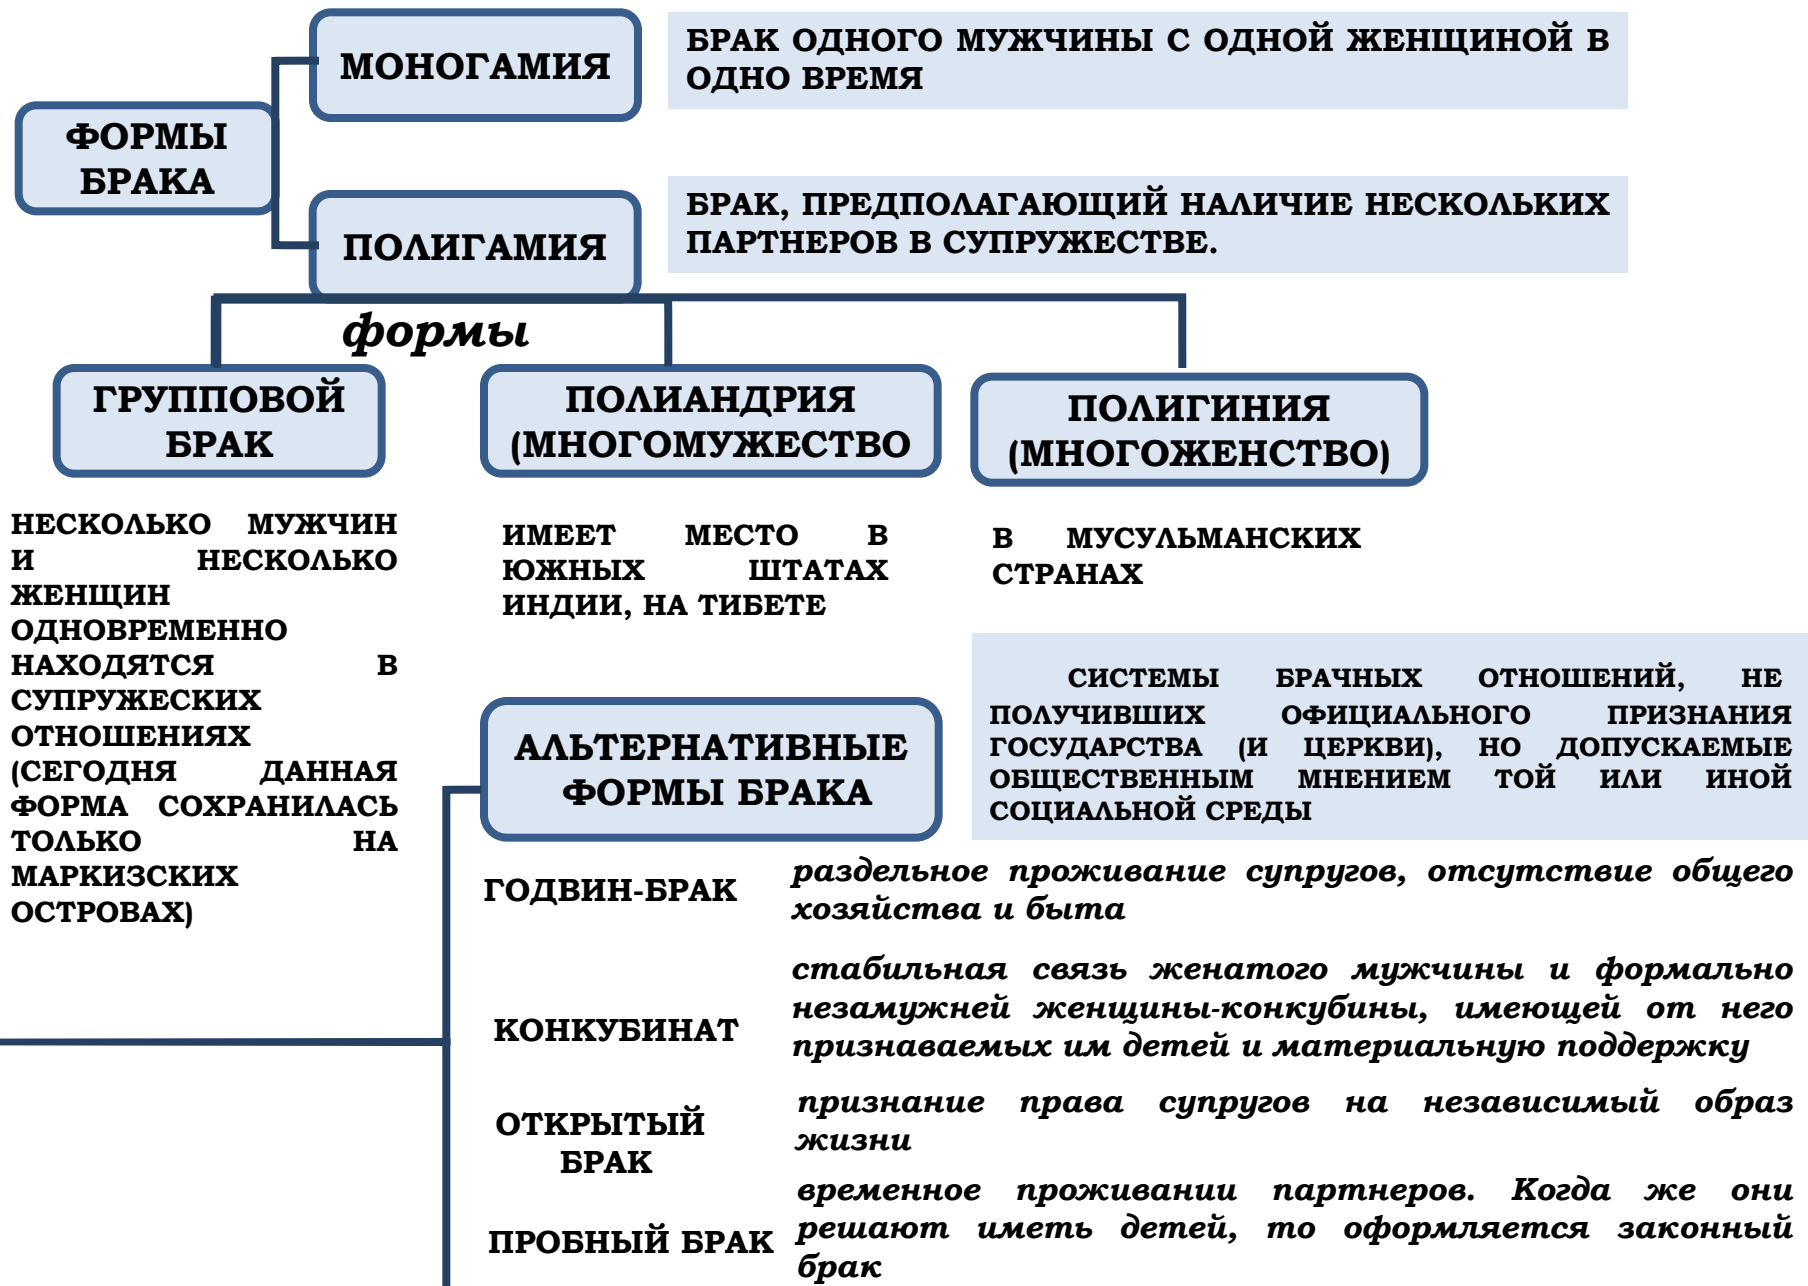 МОНОГАМИЯ
БРАК ОДНОГО МУЖЧИНЫ С ОДНОЙ ЖЕНЩИНОЙ В
ОДНО ВРЕМЯ
ФОРМЫ
БРАКА
ПОЛИГАМИЯ
БРАК, ПРЕДПОЛАГАЮЩИЙ НАЛИЧИЕ НЕСКОЛЬКИХ
ПАРТНЕРОВ В СУПРУЖЕСТВЕ.
формы
ГРУППОВОЙ
БРАК
ПОЛИАНДРИЯ
(МНОГОМУЖЕСТВО
ПОЛИГИНИЯ
(МНОГОЖЕНСТВО)
НЕСКОЛЬКО МУЖЧИН
И НЕСКОЛЬКО
ЖЕНЩИН
ОДНОВРЕМЕННО
НАХОДЯТСЯ В
СУПРУЖЕСКИХ
ОТНОШЕНИЯХ
(СЕГОДНЯ ДАННАЯ
ФОРМА СОХРАНИЛАСЬ
ТОЛЬКО НА
МАРКИЗСКИХ
ОСТРОВАХ)
ИМЕЕТ МЕСТО В
ЮЖНЫХ ШТАТАХ
ИНДИИ, НА ТИБЕТЕ
В МУСУЛЬМАНСКИХ
СТРАНАХ
АЛЬТЕРНАТИВНЫЕ
ФОРМЫ БРАКА
СИСТЕМЫ БРАЧНЫХ ОТНОШЕНИЙ, НЕ
ПОЛУЧИВШИХ ОФИЦИАЛЬНОГО ПРИЗНАНИЯ
ГОСУДАРСТВА (И ЦЕРКВИ), НО ДОПУСКАЕМЫЕ
ОБЩЕСТВЕННЫМ МНЕНИЕМ ТОЙ ИЛИ ИНОЙ
СОЦИАЛЬНОЙ СРЕДЫ
ГОДВИН-БРАК
раздельное проживание супругов, отсутствие общего
хозяйства и быта
КОНКУБИНАТ
стабильная связь женатого мужчины и формально
незамужней женщины-конкубины, имеющей от него
признаваемых им детей и материальную поддержку
ОТКРЫТЫЙ
БРАК
признание права супругов на независимый образ
жизни
ПРОБНЫЙ БРАК
временное проживании партнеров. Когда же они
решают иметь детей, то оформляется законный
брак